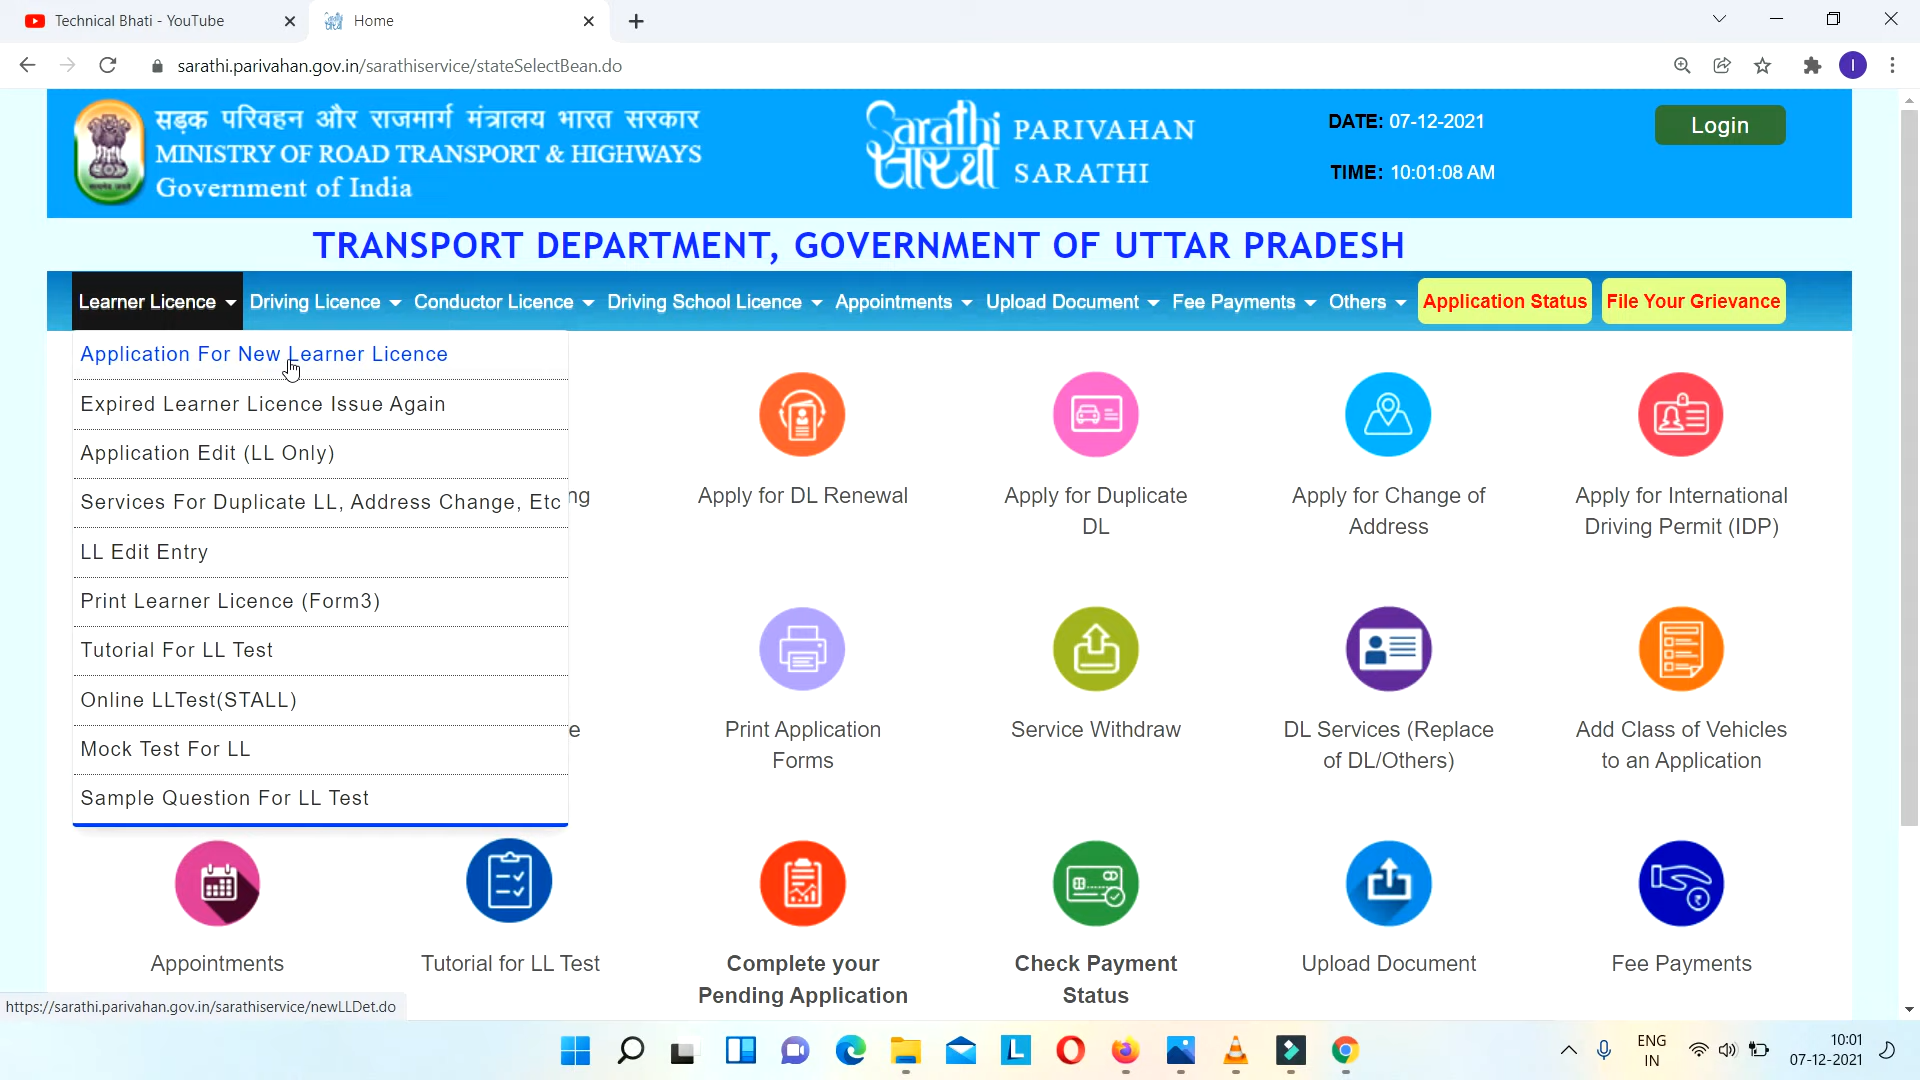 Technical Bhati - YouTube
Home
sarathi.parivahan.gov.in/sarathiservice/stateSelectBean.do
I
सड़क परिवहन और राजमार्ग मंत्रालय भारत सरकार
MINISTRY OF ROAD TRANSPORT & HIGHWAYS
Government of India
Sarathi
सारथी
PARIVAHAN
SARATHI
DATE: 07-12-2021
TIME: 10:01:08 AM
Login
TRANSPORT DEPARTMENT, GOVERNMENT OF UTTAR PRADESH
Learner Licence
Driving Licence
Conductor Licence
Driving School Licence
Appointments
Upload Document
Fee Payments
Others
Application Status
File Your Grievance
Application For New Learner Licence
Expired Learner Licence Issue Again
Application Edit (LL Only)
Services For Duplicate LL, Address Change, Etc
LL Edit Entry
Print Learner Licence (Form3)
Tutorial For LL Test
Online LLTest(STALL)
Mock Test For LL
Sample Question For LL Test
ng
Apply for DL Renewal
Apply for Duplicate
DL
Apply for Change of
Address
Apply for International
Driving Permit (IDP)
e
Print Application
Forms
Service Withdraw
DL Services (Replace
of DL/Others)
Add Class of Vehicles
to an Application
Appointments
Tutorial for LL Test
Complete your
Pending Application
Check Payment
Status
Upload Document
Fee Payments
https://sarathi.parivahan.gov.in/sarathiservice/newLLDet.do
L
ENG
IN
10:01
07-12-2021